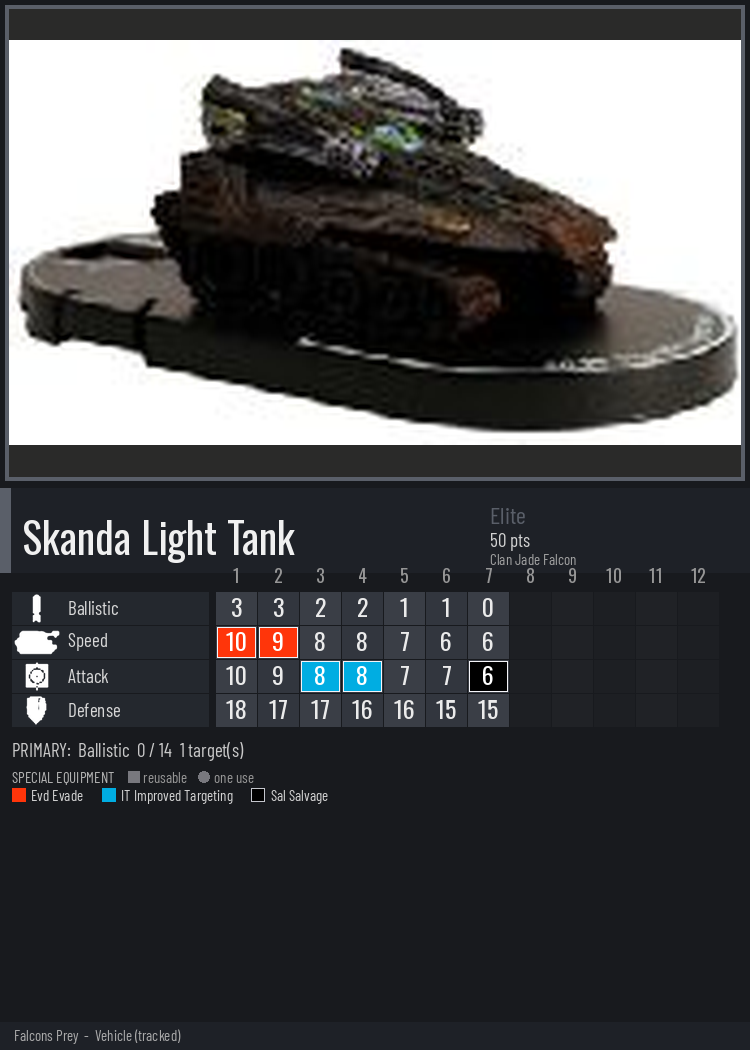 Skanda Light Tank
Elite
50 pts
Clan Jade Falcon
1 2 3 4 5 6 7 8 9 10 11 12
Ballistic 3 3 2 2 1 1 0
Speed 10 9 8 8 7 6 6
Attack 10 9 8 8 7 7 6
Defense 18 17 17 16 16 15 15
PRIMARY: Ballistic 0 / 14 1 target(s)
SPECIAL EQUIPMENT reusable one use
Evd Evade IT Improved Targeting Sal Salvage
Falcons Prey - Vehicle (tracked)